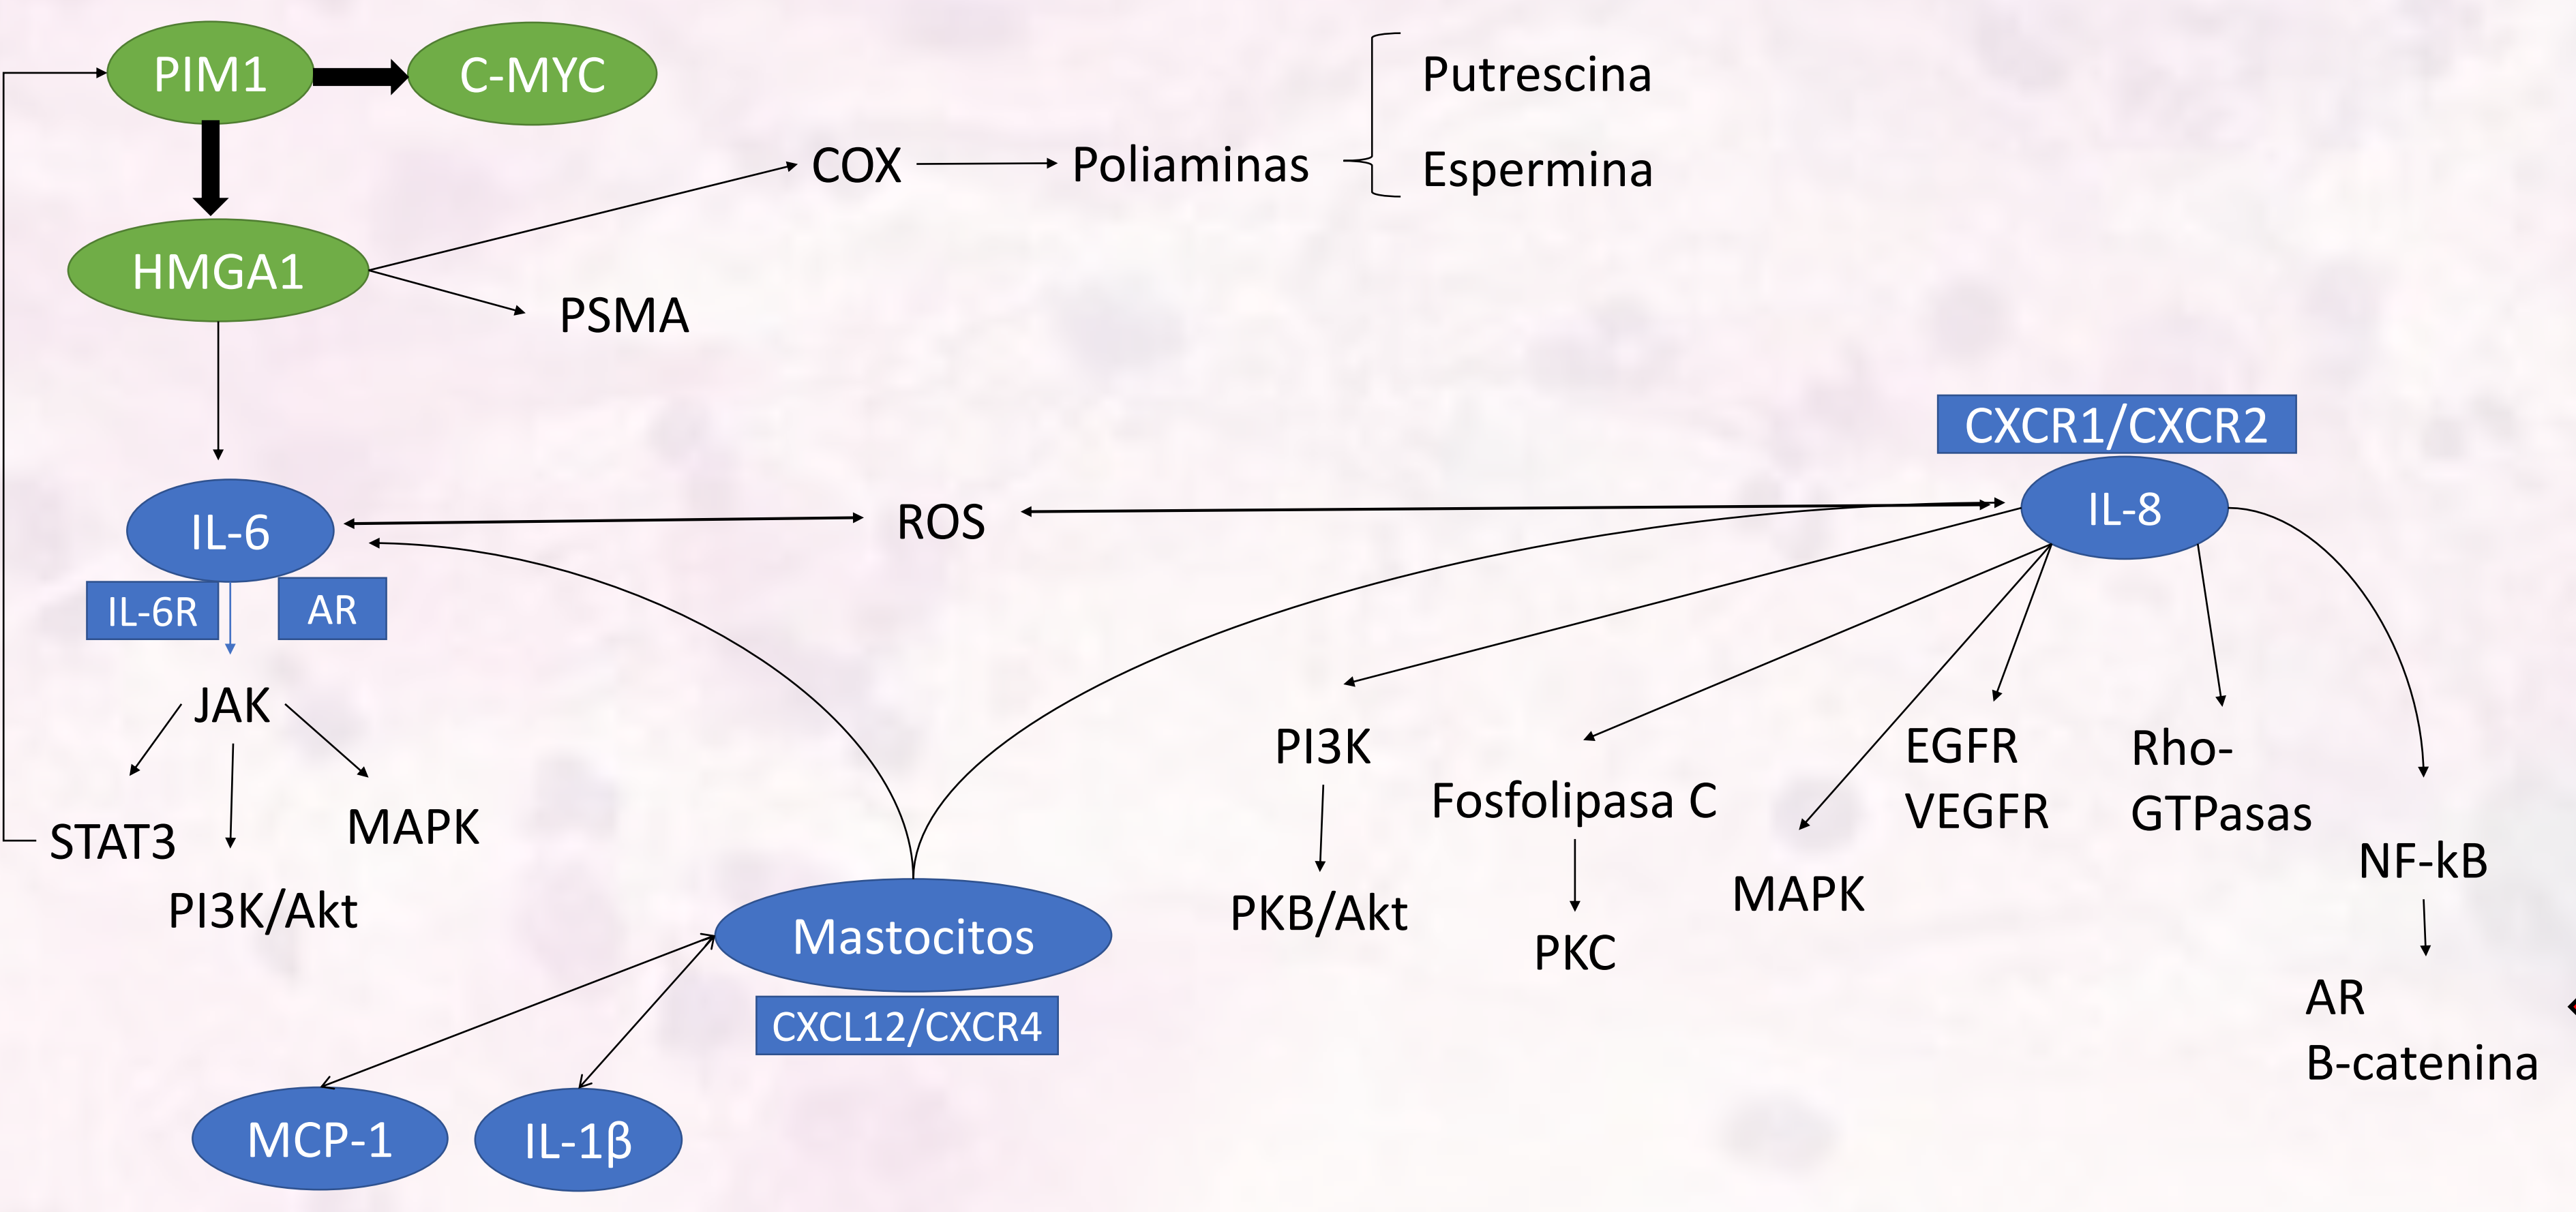 PIM1
C-MYC
Putrescina
COX
Poliaminas
Espermina
HMGA1
PSMA
CXCR1/CXCR2
IL-6
ROS
IL-8
IL-6R
AR
JAK
STAT3
MAPK
PI3K/Akt
PI3K
PKB/Akt
Fosfolipasa C
PKC
MAPK
EGFR
VEGFR
Rho-
GTPasas
NF-kB
AR
B-catenina
Mastocitos
CXCL12/CXCR4
MCP-1
IL-1β